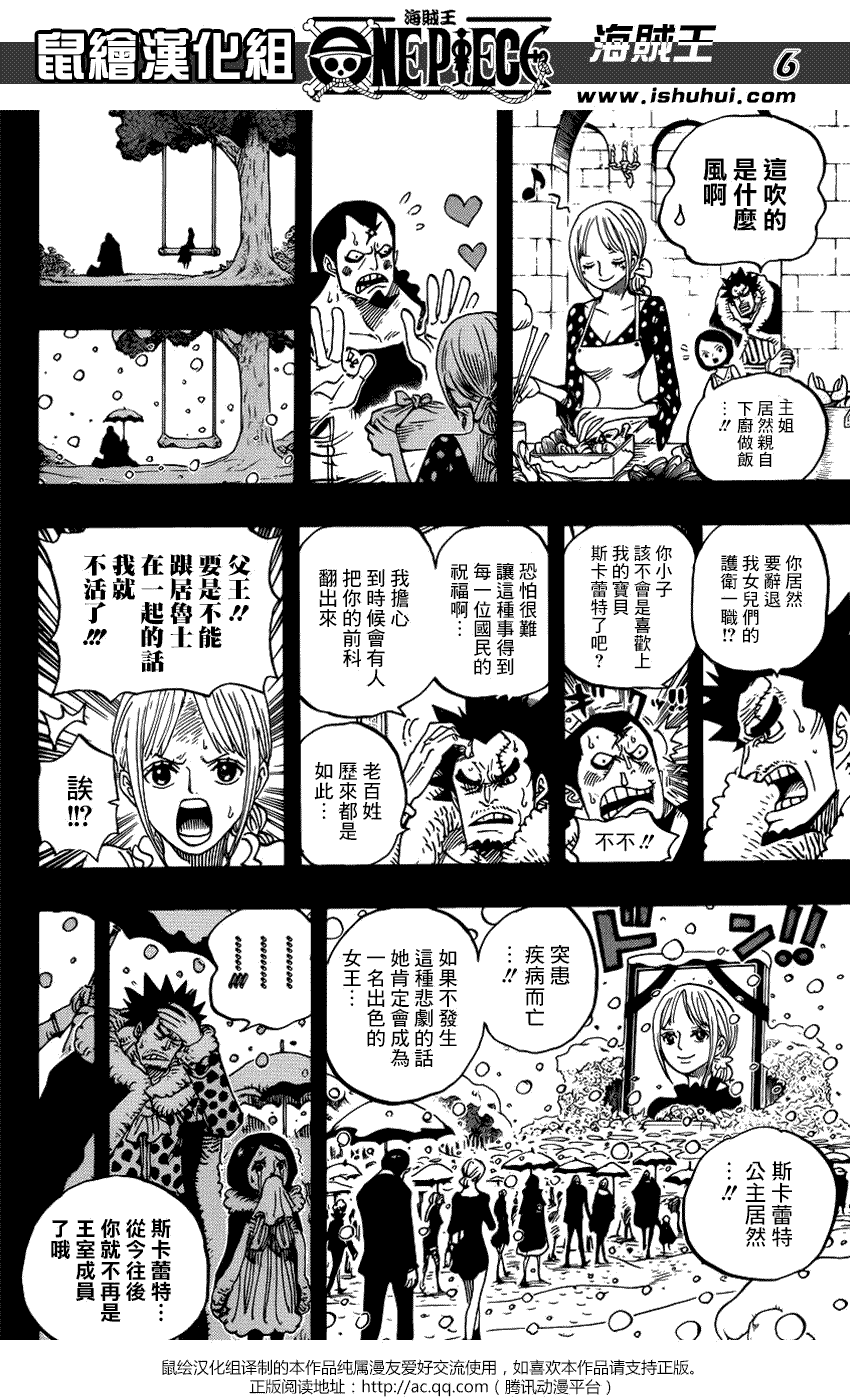 鼠繪漢化組
海賊王
ONE PIECE
海賊王
6
www.ishuhui.com
這吹的
是什麼
風啊
主姐
居然親自
下廚做飯
…!!
你居然
要辭退
我女兒們的
護衛一職!?
你小子
該不會是喜歡上
我的寶貝
斯卡蕾特了吧？
不不!!
恐怕很難
讓這種事得到
每一位國民的
祝福啊…
我擔心
到時候會有人
把你的前科
翻出來
老百姓
歷來都是
如此…
父王!!
要是不能
跟居魯士
在一起的話
我就
不活了!!!
誒
!!?
ドーン!!
突患
疾病而亡
…!!
如果不發生
這種悲劇的話
她肯定會成為
一名出色的
女王…
斯卡蕾特
公主居然
…!!
………………!!!
斯卡蕾特…
從今往後
你就不再是
王室成員
了哦
鼠绘汉化组译制的本作品纯属漫友爱好交流使用，如喜欢本作品请支持正版。
正版阅读地址：http://ac.qq.com（腾讯动漫平台）